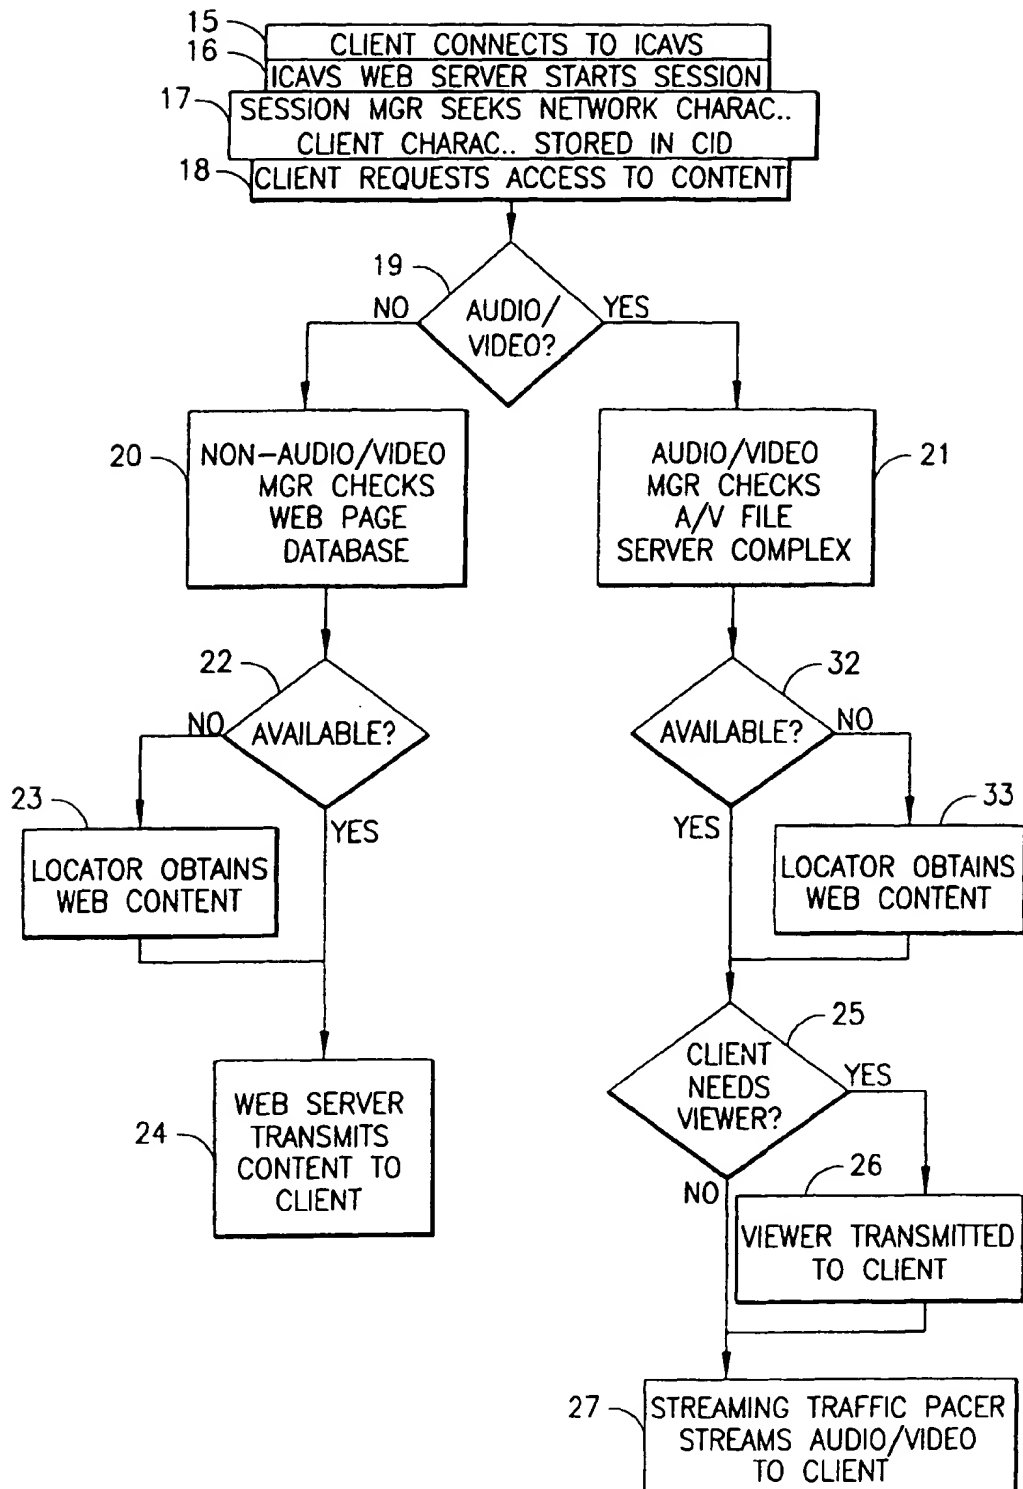 15
CLIENT CONNECTS TO ICAVS
16
ICAVS WEB SERVER STARTS SESSION
17
SESSION MGR SEEKS NETWORK CHARAC..
CLIENT CHARAC.. STORED IN CID
18
CLIENT REQUESTS ACCESS TO CONTENT
19
NO
AUDIO/
VIDEO?
YES
20
NON-AUDIO/VIDEO
MGR CHECKS
WEB PAGE
DATABASE
AUDIO/VIDEO
MGR CHECKS
A/V FILE
SERVER COMPLEX
21
22
NO
AVAILABLE?
YES
32
AVAILABLE?
NO
YES
23
LOCATOR OBTAINS
WEB CONTENT
33
LOCATOR OBTAINS
WEB CONTENT
24
WEB SERVER
TRANSMITS
CONTENT TO
CLIENT
25
CLIENT
NEEDS
VIEWER?
YES
NO
26
VIEWER TRANSMITTED
TO CLIENT
27
STREAMING TRAFFIC PACER
STREAMS AUDIO/VIDEO
TO CLIENT